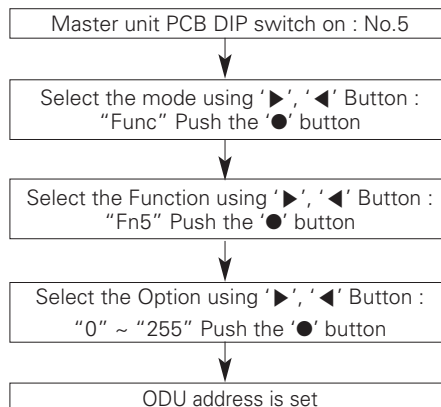 Master unit PCB DIP switch on : No.5
Select the mode using ‘▶’, ‘◀’ Button :
“Func” Push the ‘●’ button
Select the Function using ‘▶’, ‘◀’ Button :
“Fn5” Push the ‘●’ button
Select the Option using ‘▶’, ‘◀’ Button :
“0” ~ “255” Push the ‘●’ button
ODU address is set